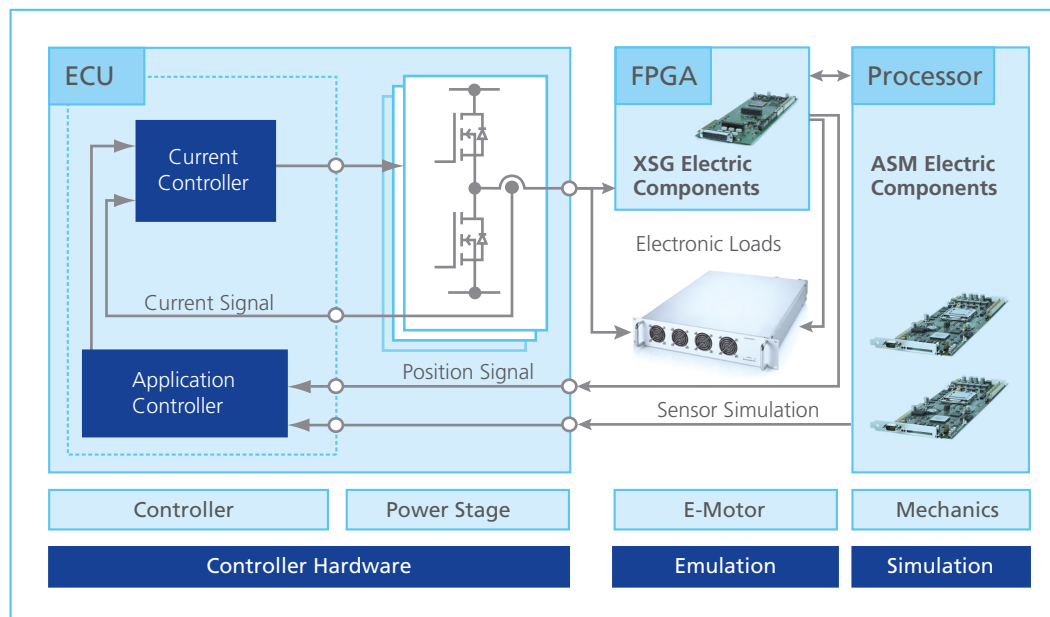 ECU
FPGA
Processor
Current
Controller
XSG Electric
Components
ASM Electric
Components
Electronic Loads
Current Signal
Application
Controller
Position Signal
Sensor Simulation
Controller
Power Stage
E-Motor
Mechanics
Controller Hardware
Emulation
Simulation